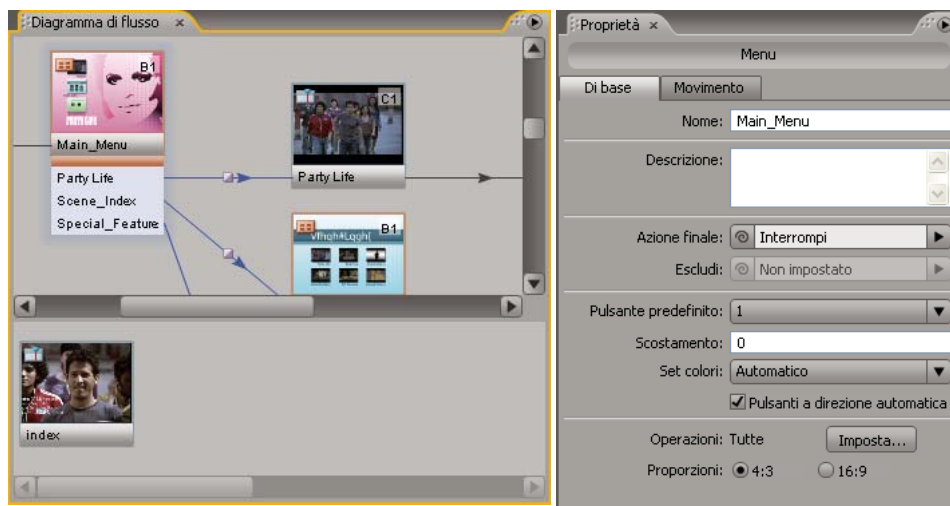 Diagramma di flusso ×
B1
Main_Menu
Party Life
Scene_Index
Special_Feature
C1
Party Life
B1
index
Proprietà ×
Menu
Di base
Movimento
Nome: Main_Menu
Descrizione:
Azione finale: Interrompi
Escludi: Non impostato
Pulsante predefinito: 1
Scostamento: 0
Set colori: Automatico
Pulsanti a direzione automatica
Operazioni: Tutte Imposta...
Proporzioni: 4:3 16:9